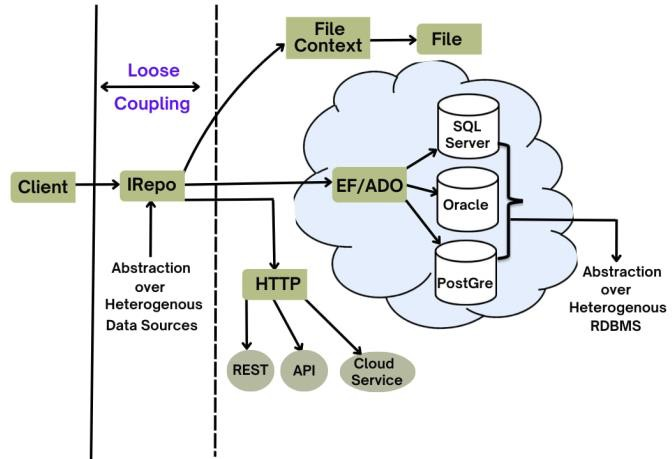 File
Context
File
Loose
Coupling
SQL
Server
Client
IRepo
EF/ADO
Oracle
Abstraction
over
Heterogenous
Data Sources
HTTP
PostGre
Abstraction
over
Heterogenous
RDBMS
REST
API
Cloud
Service